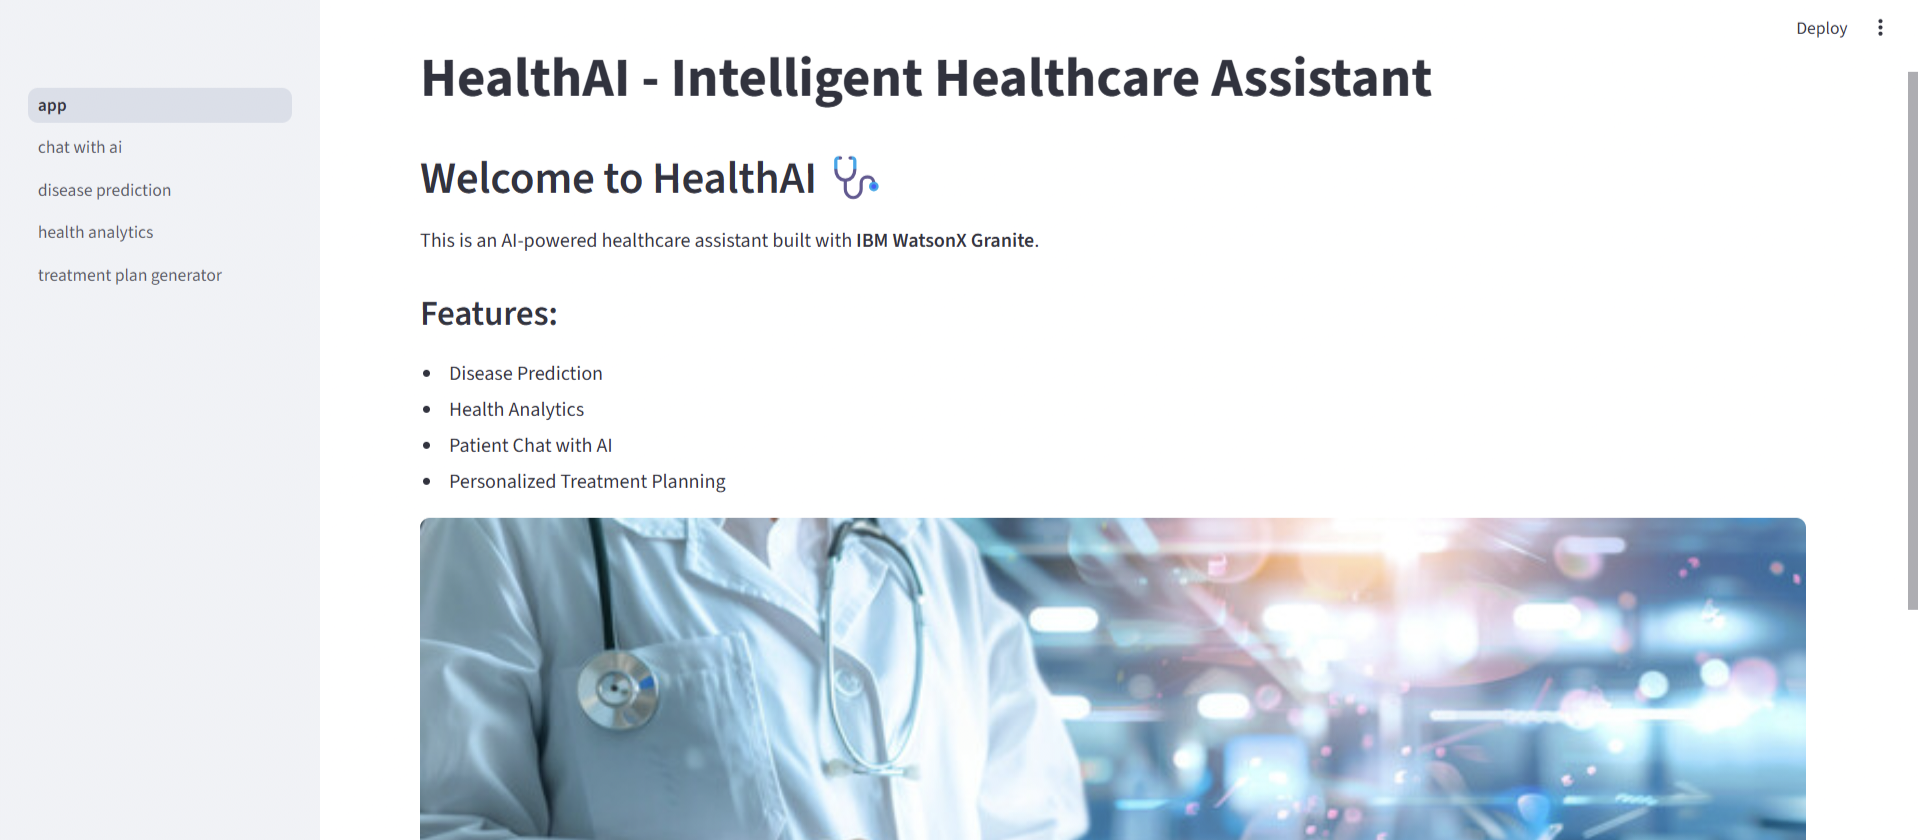 Deploy
app
chat with ai
disease prediction
health analytics
treatment plan generator
HealthAI - Intelligent Healthcare Assistant
Welcome to HealthAI
This is an AI-powered healthcare assistant built with IBM WatsonX Granite.
Features:
Disease Prediction
Health Analytics
Patient Chat with AI
Personalized Treatment Planning